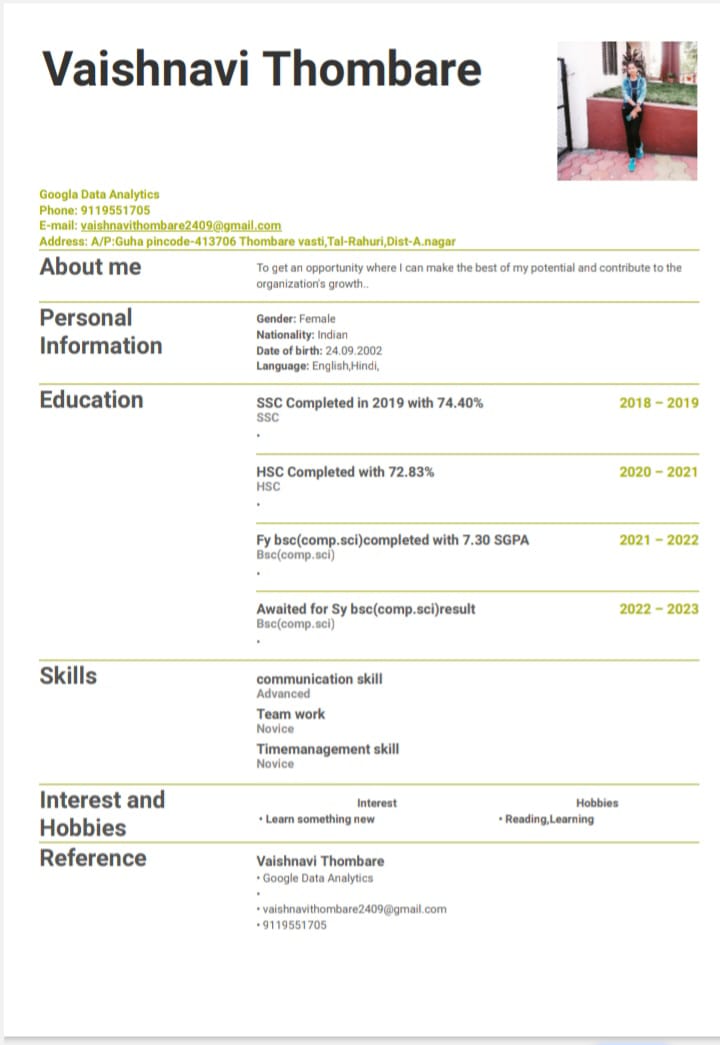 Vaishnavi Thombare
Googla Data Analytics
Phone: 9119551705
E-mail: vaishnavithombare2409@gmail.com
Address: A/P:Guha pincode-413706 Thombare vasti,Tal-Rahuri,Dist-A.nagar
About me
To get an opportunity where I can make the best of my potential and contribute to the
organization's growth..
Personal
Information
Gender: Female
Nationality: Indian
Date of birth: 24.09.2002
Language: English,Hindi,
Education
SSC Completed in 2019 with 74.40% 2018 – 2019
SSC
•
HSC Completed with 72.83% 2020 – 2021
HSC
•
Fy bsc(comp.sci)completed with 7.30 SGPA 2021 – 2022
Bsc(comp.sci)
•
Awaited for Sy bsc(comp.sci)result 2022 – 2023
Bsc(comp.sci)
•
Skills
communication skill
Advanced
Team work
Novice
Timemanagement skill
Novice
Interest and
Hobbies
Interest Hobbies
• Learn something new • Reading,Learning
Reference
Vaishnavi Thombare
• Google Data Analytics
•
• vaishnavithombare2409@gmail.com
• 9119551705